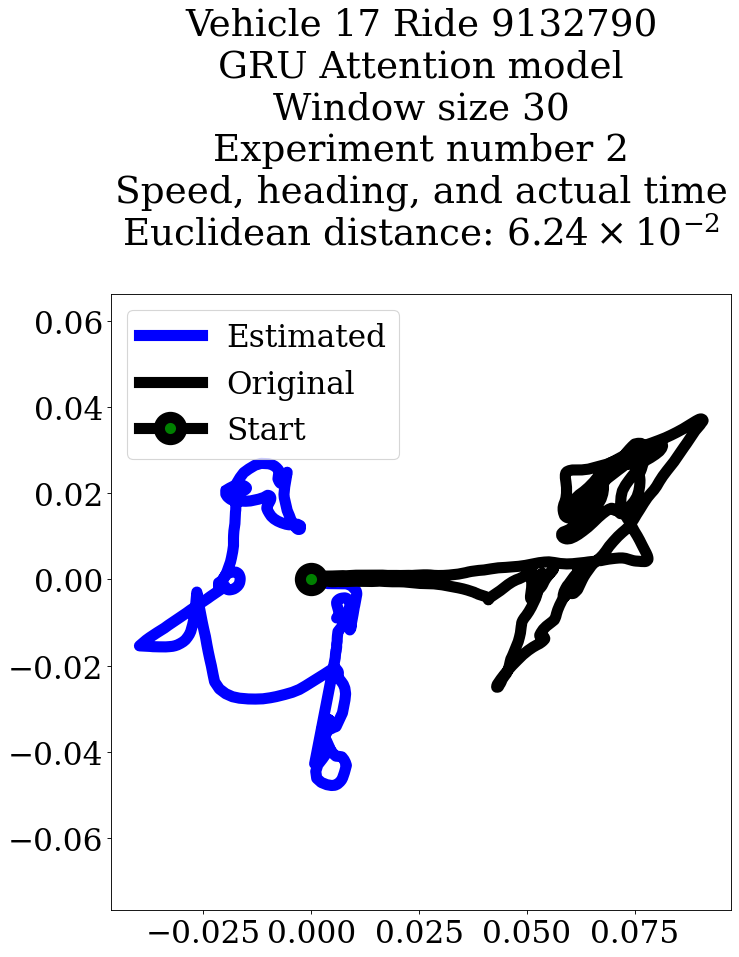 Vehicle 17 Ride 9132790
GRU Attention model
Window size 30
Experiment number 2
Speed, heading, and actual time
Euclidean distance: 6.24 × 10⁻²
Estimated
Original
Start
0.06
0.04
0.02
0.00
−0.02
−0.04
−0.06
−0.025 0.000 0.025 0.050 0.075